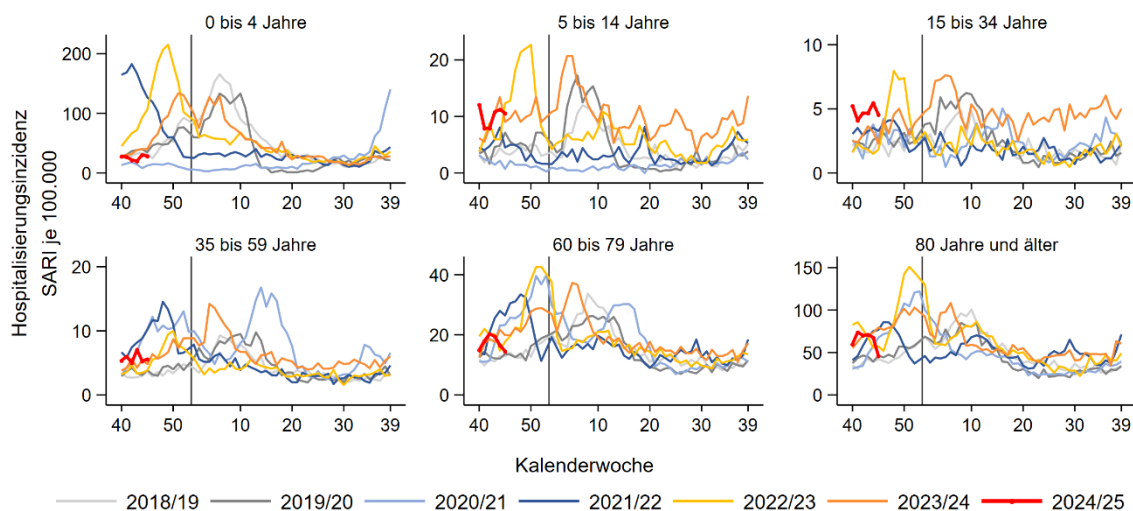 0 bis 4 Jahre
5 bis 14 Jahre
15 bis 34 Jahre
200
100
0
40 50 10 20 30 39
20
10
0
40 50 10 20 30 39
10
5
0
40 50 10 20 30 39
Hospitalisierungsinzidenz
SARI je 100.000
35 bis 59 Jahre
60 bis 79 Jahre
80 Jahre und älter
20
10
0
40 50 10 20 30 39
40
20
0
40 50 10 20 30 39
150
100
50
0
40 50 10 20 30 39
Kalenderwoche
2018/19 2019/20 2020/21 2021/22 2022/23 2023/24 2024/25